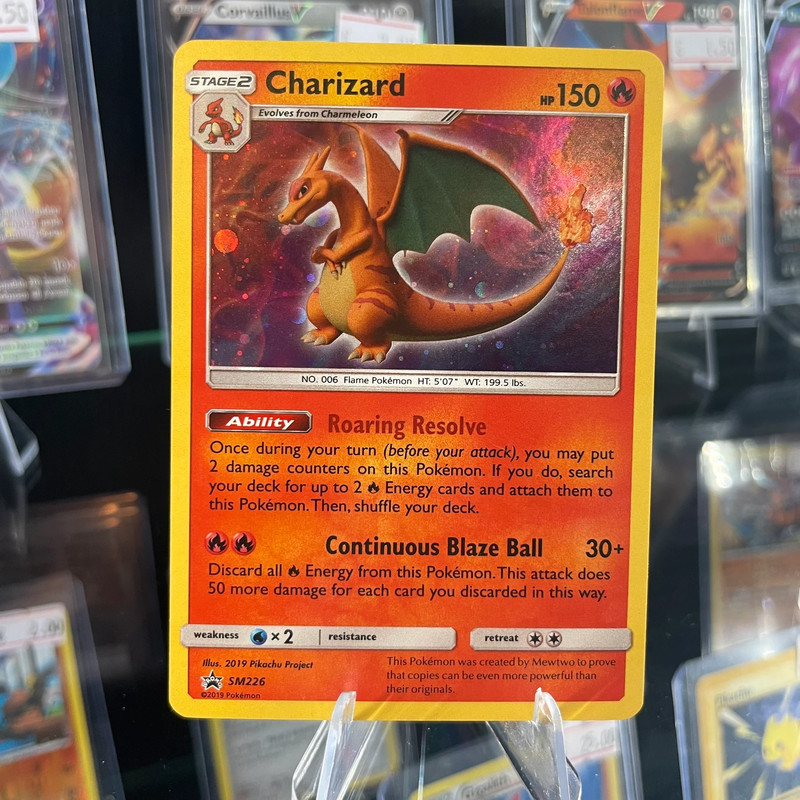 STAGE2 Charizard HP 150
Evolves from Charmeleon
NO. 006 Flame Pokémon HT: 5'07" WT: 199.5 lbs.
Ability Roaring Resolve
Once during your turn (before your attack), you may put
2 damage counters on this Pokémon. If you do, search
your deck for up to 2 Energy cards and attach them to
this Pokémon. Then, shuffle your deck.
Continuous Blaze Ball 30+
Discard all Energy from this Pokémon. This attack does
50 more damage for each card you discarded in this way.
weakness ×2 resistance retreat
Illus. 2019 Pikachu Project
SM226
©2019 Pokémon
This Pokémon was created by Mewtwo to prove
that copies can be even more powerful than
their originals.